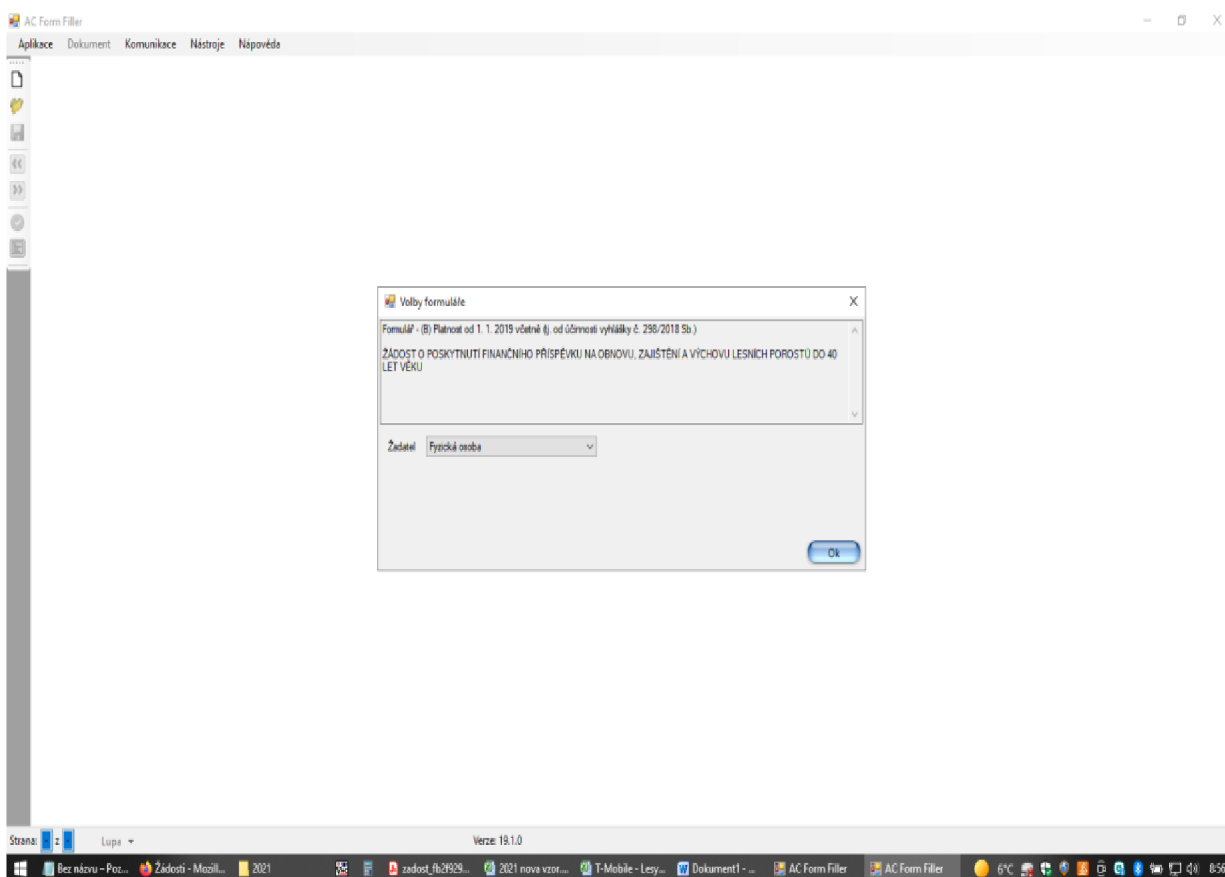 AC Form Filler
Aplikace Dokument Komunikace Nástroje Nápověda
Volby formuláře
Formulář - (B) Platnost od 1. 1. 2019 včetně (tj. od účinnosti vyhlášky č. 298/2018 Sb.)
ŽÁDOST O POSKYTNUTÍ FINANČNÍHO PŘÍSPĚVKU NA OBNOVU, ZAJIŠTĚNÍ A VÝCHOVU LESNÍCH POROSTŮ DO 40
LET VĚKU
Žadatel Fyzická osoba
Ok
Strana: - z - Lupa Verze: 19.1.0
Bez názvu – Poz... Žádosti - Mozill... 2021 zadost_fb2f929... 2021 nova vzor.... T-Mobile - Lesy... Dokument1 - ... AC Form Filler AC Form Filler 6°C 8:56